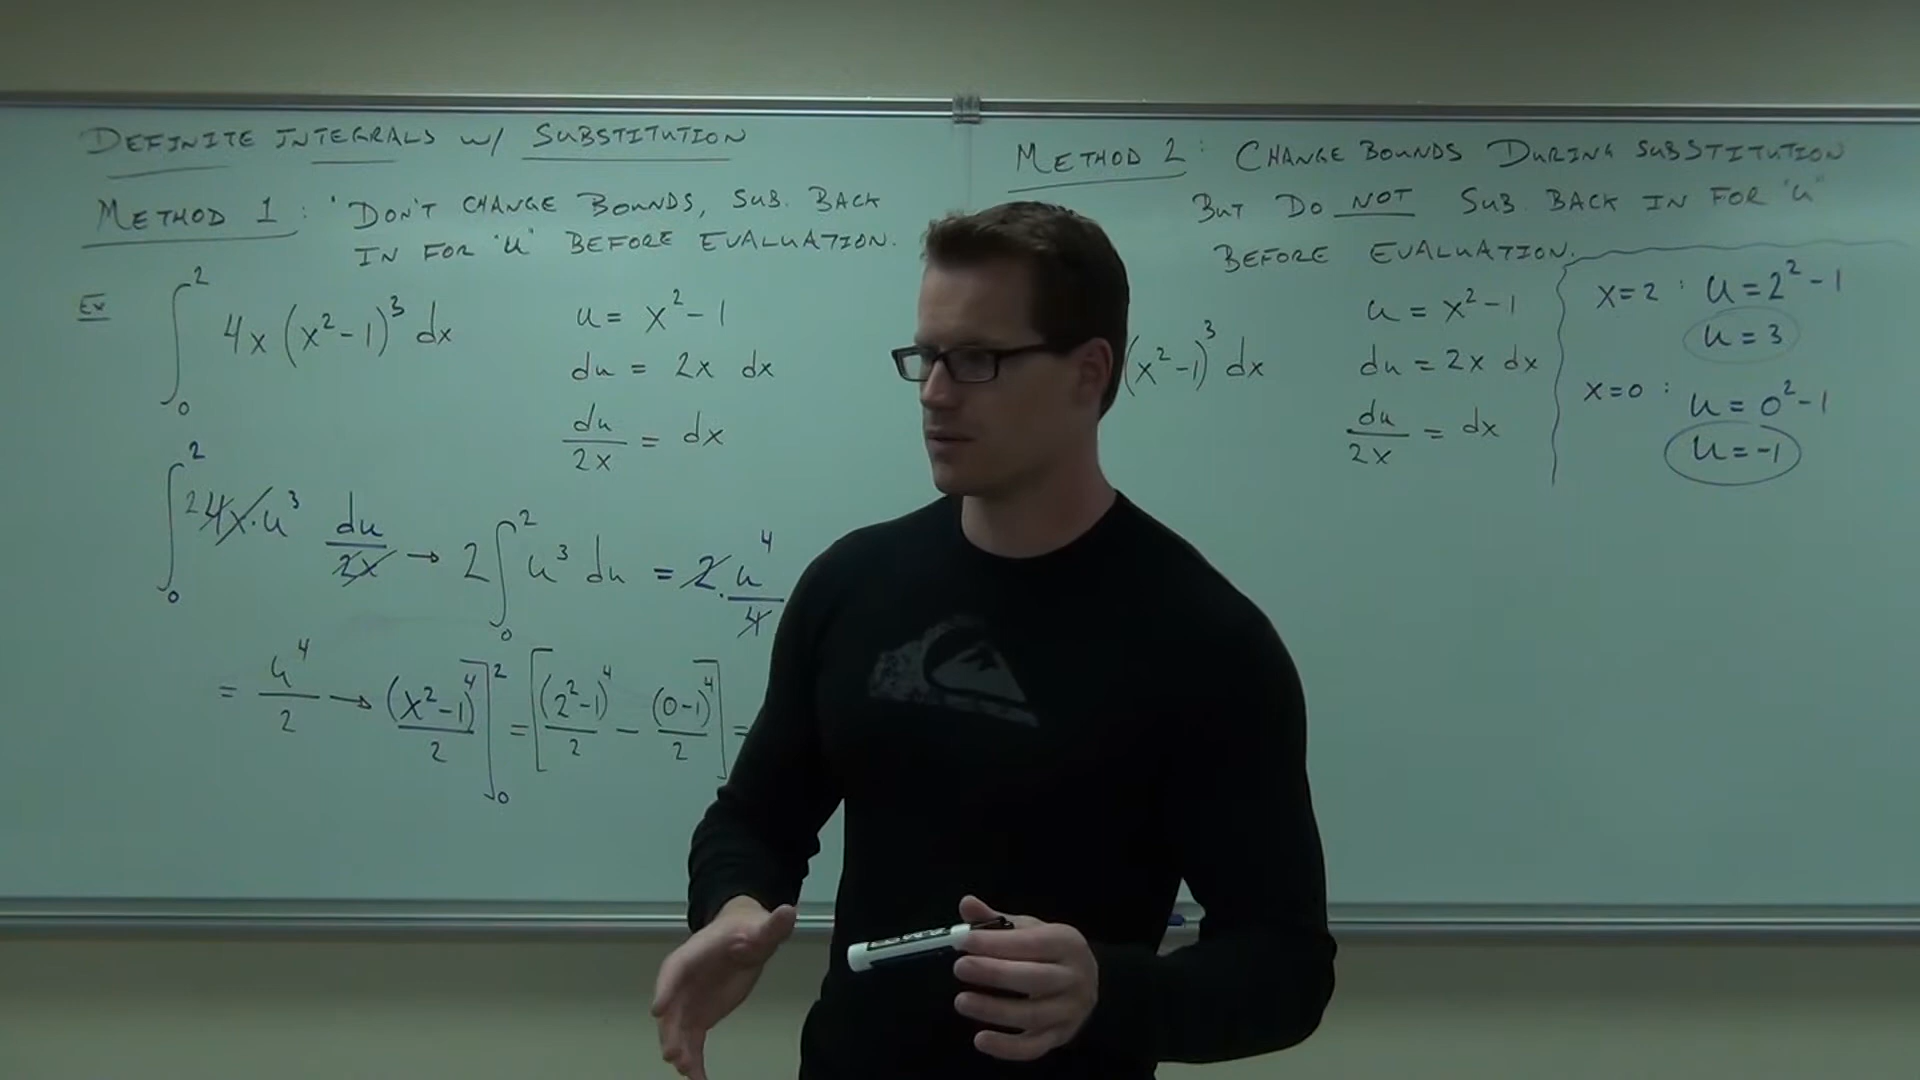 DEFINITE INTEGRALS W/ SUBSTITUTION
METHOD 1 : DON'T CHANGE BOUNDS, SUB. BACK
IN FOR "u" BEFORE EVALUATION.
Ex ∫₀² 4x (x²-1)³ dx
u = x²-1
du = 2x dx
du/2x = dx
∫₀² 2 4x·u³ du/2x → 2 ∫₀² u³ du = 2·u⁴/4
= u⁴/2 → (x²-1)⁴/2 ]₀² = [ (2²-1)⁴/2 - (0-1)⁴/2 ] =
METHOD 2 : CHANGE BOUNDS DURING SUBSTITUTION
BUT DO NOT SUB. BACK IN FOR "u"
BEFORE EVALUATION.
(x²-1)³ dx
u = x²-1
du = 2x dx
du/2x = dx
x=2 : u = 2²-1
u = 3
x=0 : u = 0²-1
u = -1